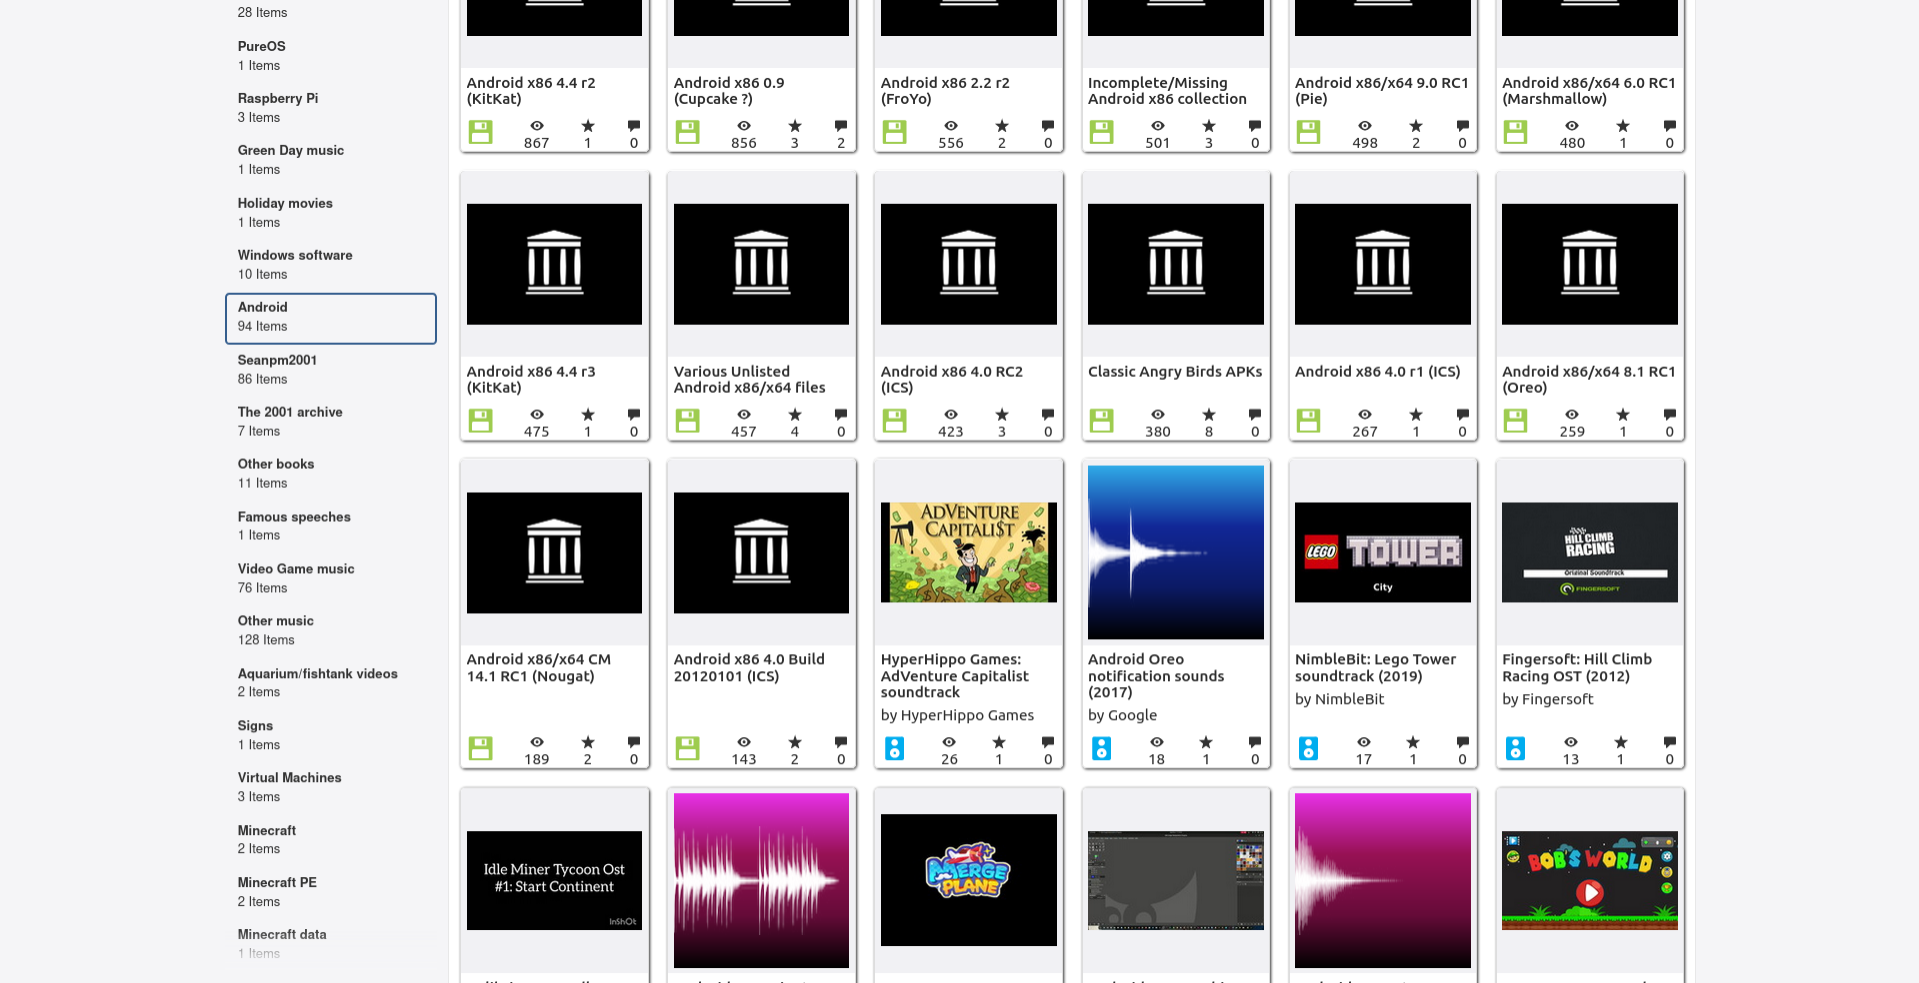 28 Items
PureOS
1 Items
Raspberry Pi
3 Items
Green Day music
1 Items
Holiday movies
1 Items
Windows software
10 Items
Android
94 Items
Seanpm2001
86 Items
The 2001 archive
7 Items
Other books
11 Items
Famous speeches
1 Items
Video Game music
76 Items
Other music
128 Items
Aquarium/fishtank videos
2 Items
Signs
1 Items
Virtual Machines
3 Items
Minecraft
2 Items
Minecraft PE
2 Items
Minecraft data
1 Items
Android x86 4.4 r2
(KitKat)
867 1 0
Android x86 0.9
(Cupcake ?)
856 3 2
Android x86 2.2 r2
(FroYo)
556 2 0
Incomplete/Missing
Android x86 collection
501 3 0
Android x86/x64 9.0 RC1
(Pie)
498 2 0
Android x86/x64 6.0 RC1
(Marshmallow)
480 1 0
Android x86 4.4 r3
(KitKat)
475 1 0
Various Unlisted
Android x86/x64 files
457 4 0
Android x86 4.0 RC2
(ICS)
423 3 0
Classic Angry Birds APKs
380 8 0
Android x86 4.0 r1 (ICS)
267 1 0
Android x86/x64 8.1 RC1
(Oreo)
259 1 0
Android x86/x64 CM
14.1 RC1 (Nougat)
189 2 0
Android x86 4.0 Build
20120101 (ICS)
143 2 0
ADVENTURE
CAPITALI$T
HyperHippo Games:
AdVenture Capitalist
soundtrack
by HyperHippo Games
26 1 0
Android Oreo
notification sounds
(2017)
by Google
18 1 0
LEGO TOWER
City
NimbleBit: Lego Tower
soundtrack (2019)
by NimbleBit
17 1 0
HILL CLIMB
RACING
Original Soundtrack
FINGERSOFT
Fingersoft: Hill Climb
Racing OST (2012)
by Fingersoft
13 1 0
Idle Miner Tycoon Ost
#1: Start Continent
InShOt
MERGE
PLANE
BOB'S WORLD